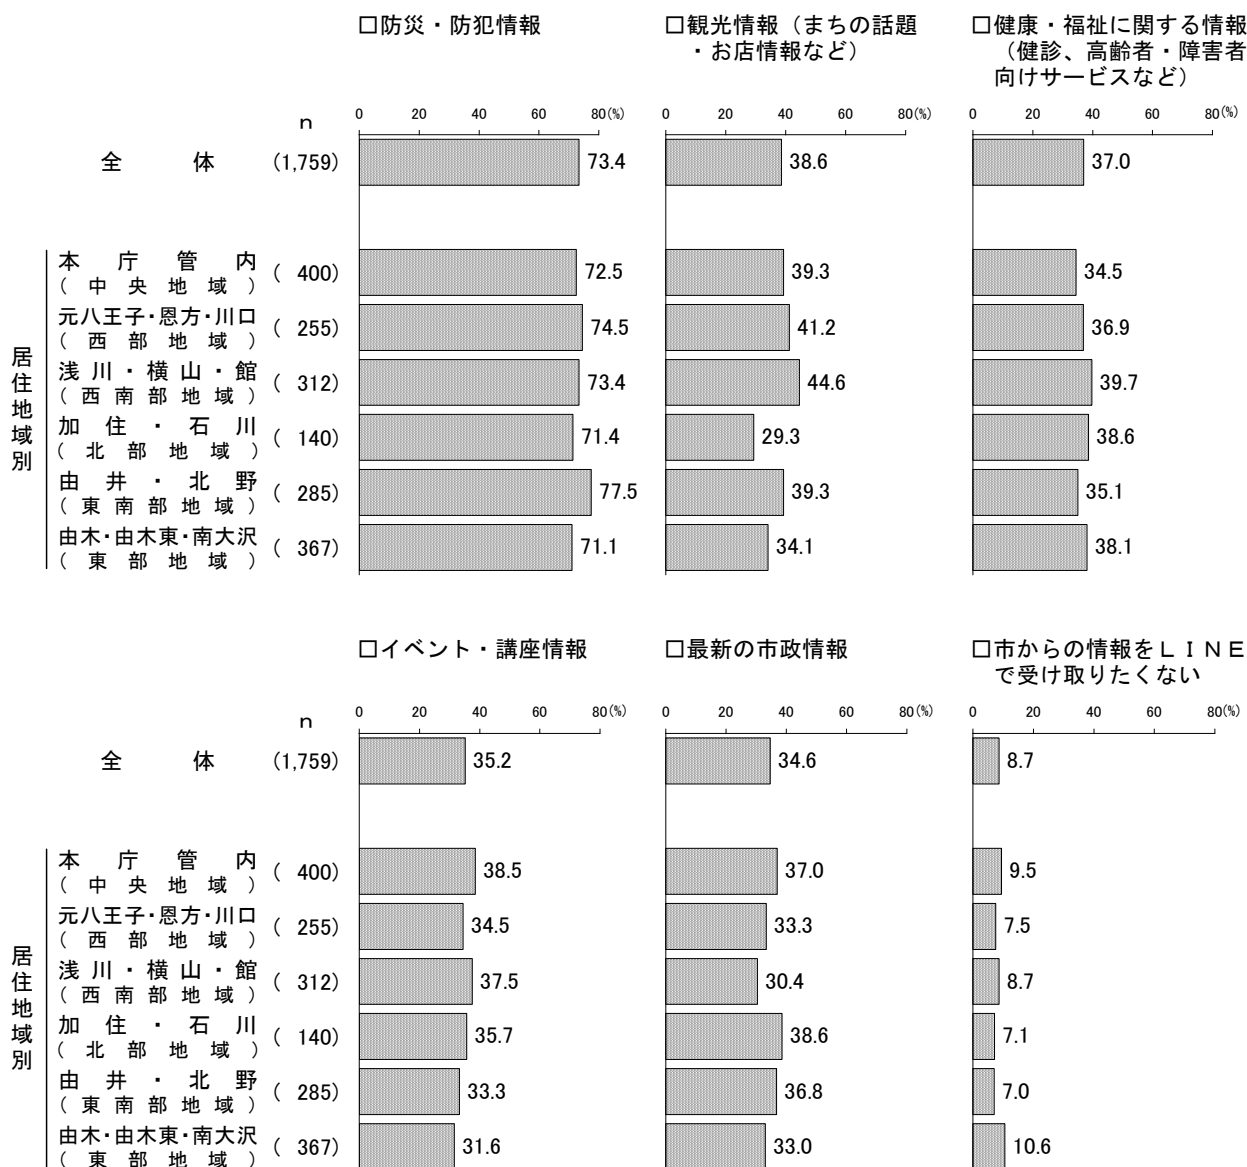 □防災・防犯情報
□観光情報（まちの話題
・お店情報など）
□健康・福祉に関する情報
（健診、高齢者・障害者
向けサービスなど）
n
0 20 40 60 80(%)
0 20 40 60 80(%)
0 20 40 60 80(%)
全体 (1,759) 73.4 38.6 37.0
居住地域別
本庁管内
（中央地域） ( 400) 72.5 39.3 34.5
元八王子・恩方・川口
（西部地域） ( 255) 74.5 41.2 36.9
浅川・横山・館
（西南部地域） ( 312) 73.4 44.6 39.7
加住・石川
（北部地域） ( 140) 71.4 29.3 38.6
由井・北野
（東南部地域） ( 285) 77.5 39.3 35.1
由木・由木東・南大沢
（東部地域） ( 367) 71.1 34.1 38.1
□イベント・講座情報
□最新の市政情報
□市からの情報をＬＩＮＥ
で受け取りたくない
n
0 20 40 60 80(%)
0 20 40 60 80(%)
0 20 40 60 80(%)
全体 (1,759) 35.2 34.6 8.7
居住地域別
本庁管内
（中央地域） ( 400) 38.5 37.0 9.5
元八王子・恩方・川口
（西部地域） ( 255) 34.5 33.3 7.5
浅川・横山・館
（西南部地域） ( 312) 37.5 30.4 8.7
加住・石川
（北部地域） ( 140) 35.7 38.6 7.1
由井・北野
（東南部地域） ( 285) 33.3 36.8 7.0
由木・由木東・南大沢
（東部地域） ( 367) 31.6 33.0 10.6